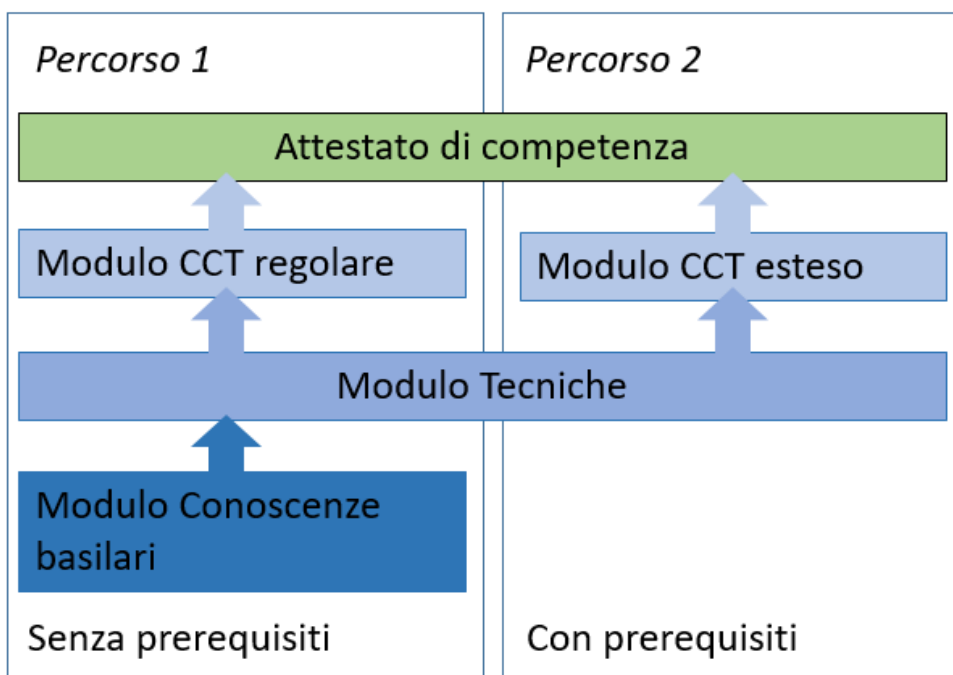 Percorso 1
Percorso 2
Attestato di competenza
Modulo CCT regolare
Modulo CCT esteso
Modulo Tecniche
Modulo Conoscenze
basilari
Senza prerequisiti
Con prerequisiti